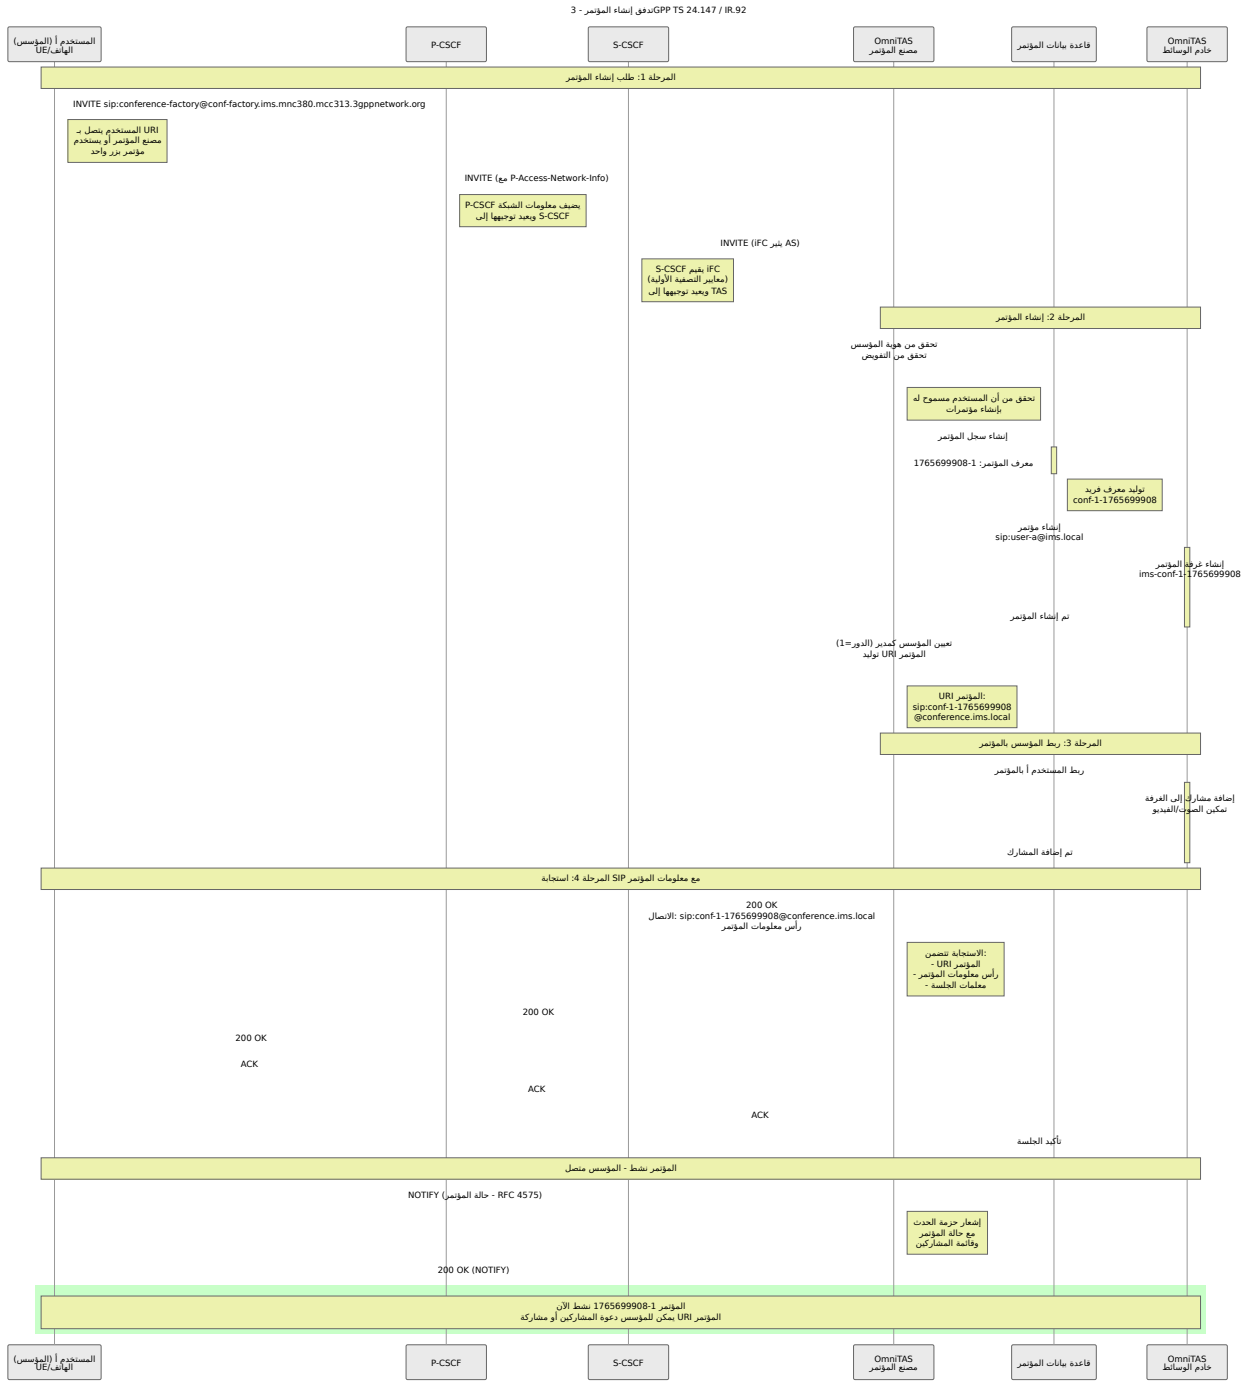 تدفق إنشاء المؤتمر - 3GPP TS 24.147 / IR.92
المستخدم أ (المؤسس)
الهاتف/UE
P-CSCF
S-CSCF
OmniTAS
مصنع المؤتمر
قاعدة بيانات المؤتمر
OmniTAS
خادم الوسائط
المرحلة 1: طلب إنشاء المؤتمر
INVITE sip:conference-factory@conf-factory.ims.mnc380.mcc313.3gppnetwork.org
المستخدم يتصل بـ URI
مصنع المؤتمر أو يستخدم
مؤتمر بزر واحد
INVITE (مع P-Access-Network-Info)
P-CSCF يضيف معلومات الشبكة
ويعيد توجيهها إلى S-CSCF
INVITE (iFC يثير AS)
S-CSCF يقيم iFC
(معايير التصفية الأولية)
ويعيد توجيهها إلى TAS
المرحلة 2: إنشاء المؤتمر
تحقق من هوية المؤسس
تحقق من التفويض
تحقق من أن المستخدم مسموح له
بإنشاء مؤتمرات
إنشاء سجل المؤتمر
معرف المؤتمر: 1-1765699908
توليد معرف فريد
conf-1-1765699908
إنشاء مؤتمر
sip:user-a@ims.local
إنشاء غرفة المؤتمر
ims-conf-1-1765699908
تم إنشاء المؤتمر
تعيين المؤسس كمدير (الدور=1)
توليد URI المؤتمر
URI المؤتمر:
sip:conf-1-1765699908
@conference.ims.local
المرحلة 3: ربط المؤسس بالمؤتمر
ربط المستخدم أ بالمؤتمر
إضافة مشارك إلى الغرفة
تمكين الصوت/الفيديو
تم إضافة المشارك
المرحلة 4: استجابة SIP مع معلومات المؤتمر
200 OK
الاتصال: sip:conf-1-1765699908@conference.ims.local
رأس معلومات المؤتمر
الاستجابة تتضمن:
- URI المؤتمر
- رأس معلومات المؤتمر
- معلمات الجلسة
200 OK
200 OK
ACK
ACK
ACK
تأكيد الجلسة
المؤتمر نشط - المؤسس متصل
NOTIFY (حالة المؤتمر - RFC 4575)
إشعار حزمة الحدث
مع حالة المؤتمر
وقائمة المشاركين
200 OK (NOTIFY)
المؤتمر 1-1765699908 نشط الآن
يمكن للمؤسس دعوة المشاركين أو مشاركة URI المؤتمر
المستخدم أ (المؤسس)
الهاتف/UE
P-CSCF
S-CSCF
OmniTAS
مصنع المؤتمر
قاعدة بيانات المؤتمر
OmniTAS
خادم الوسائط